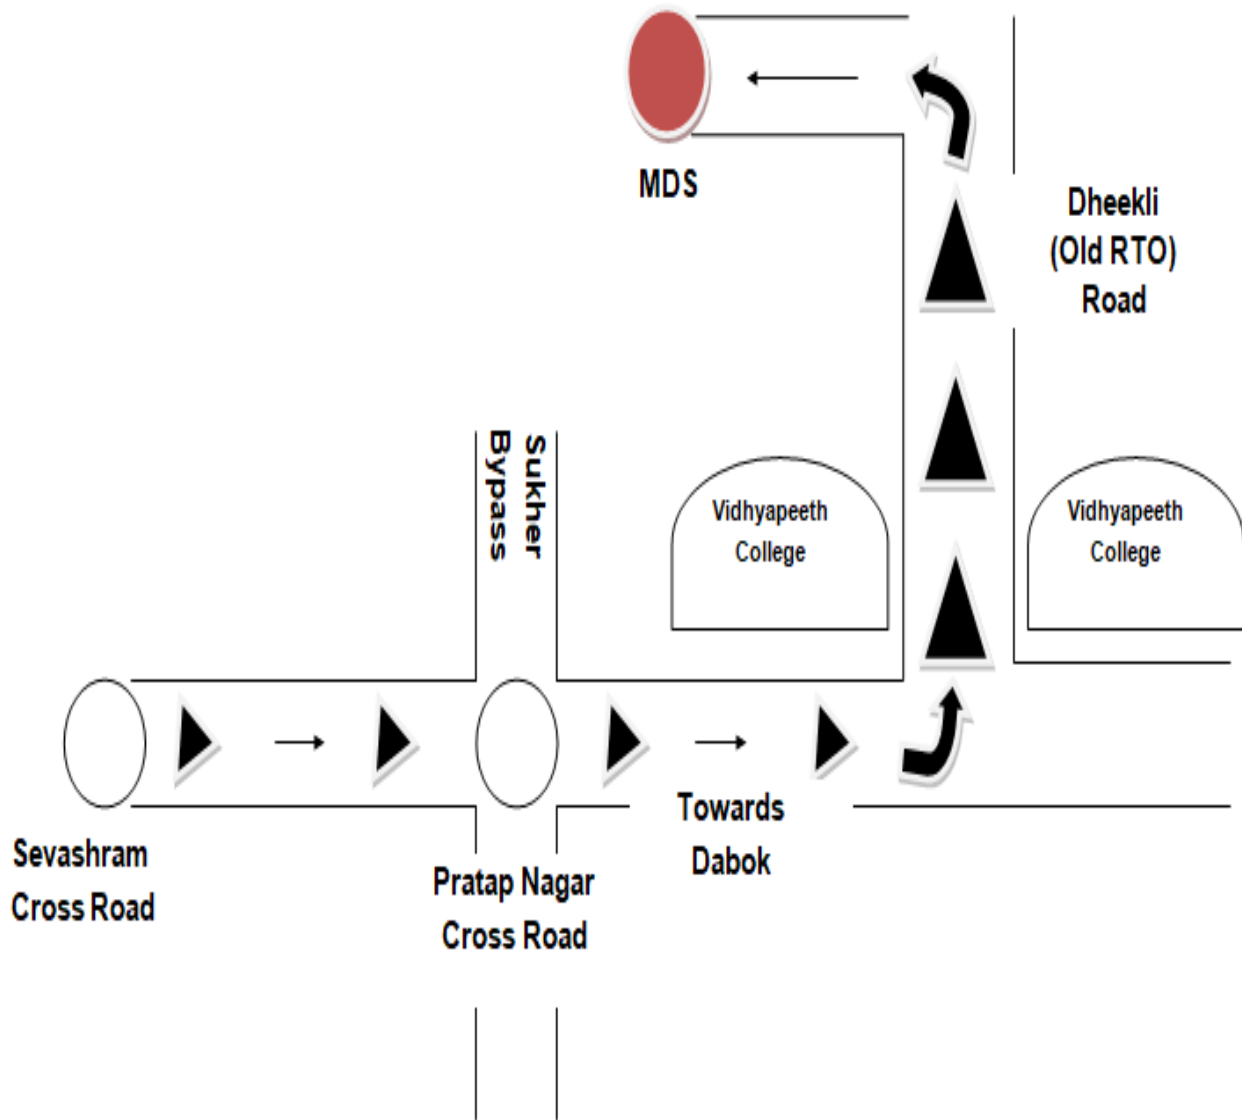 MDS
Dheekli
(Old RTO)
Road
Sukher
Bypass
Vidhyapeeth
College
Vidhyapeeth
College
Towards
Dabok
Sevashram
Cross Road
Pratap Nagar
Cross Road